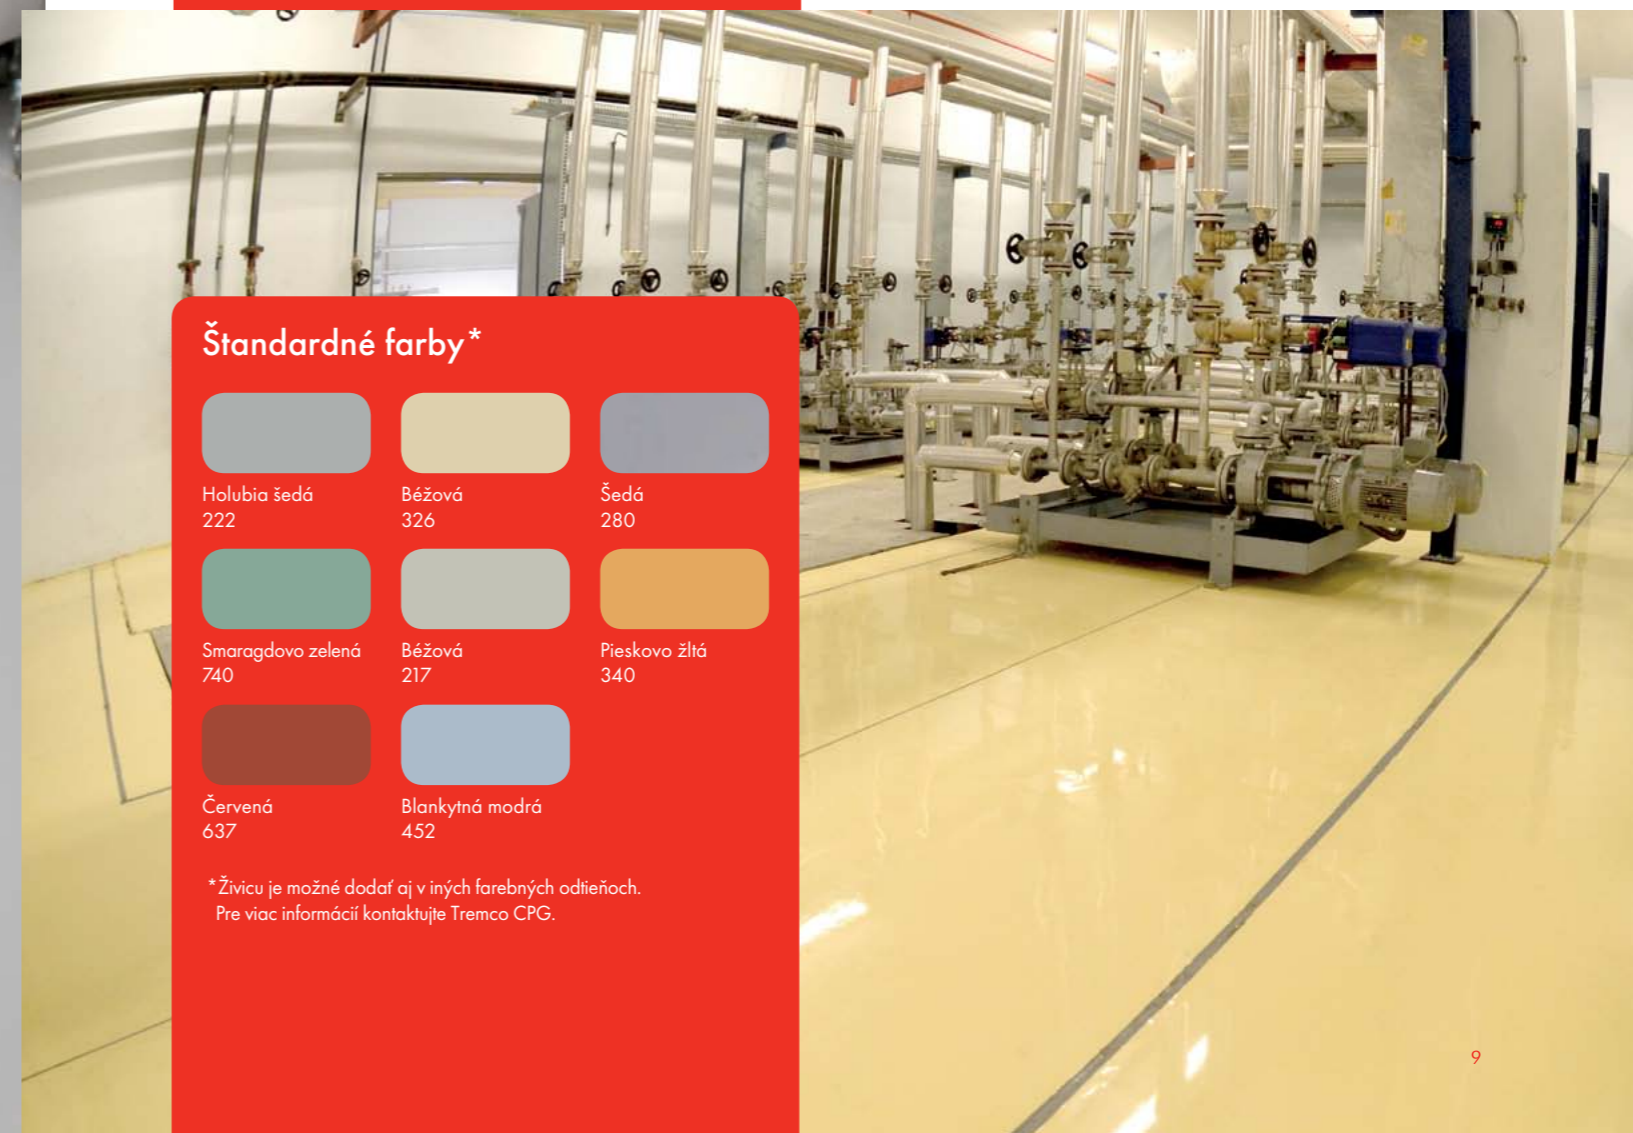 Štandardné farby*
Holubia šedá
222
Béžová
326
Šedá
280
Smaragdovo zelená
740
Béžová
217
Pieskovo žltá
340
Červená
637
Blankytná modrá
452
*Živicu je možné dodať aj v iných farebných odtieňoch.
Pre viac informácií kontaktujte Tremco CPG.
9